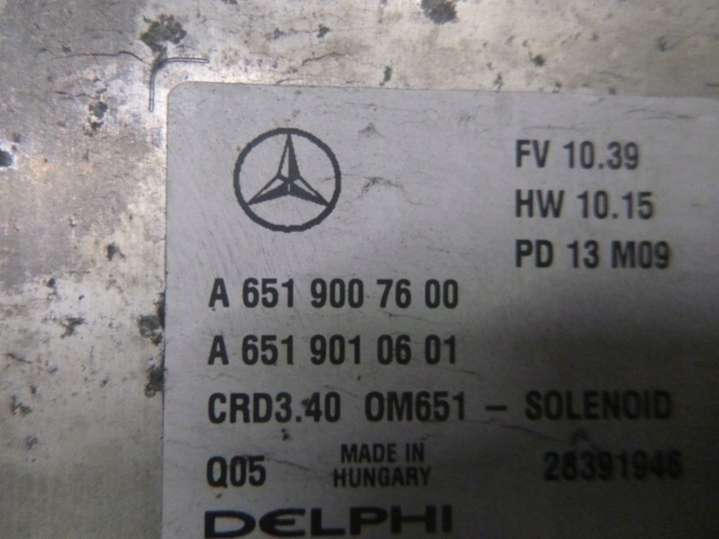 FV 10.39
HW 10.15
PD 13 M09
A 651 900 76 00
A 651 901 06 01
CRD3.40 OM651 – SOLENOID
Q05 MADE IN HUNGARY 28391946
DELPHI